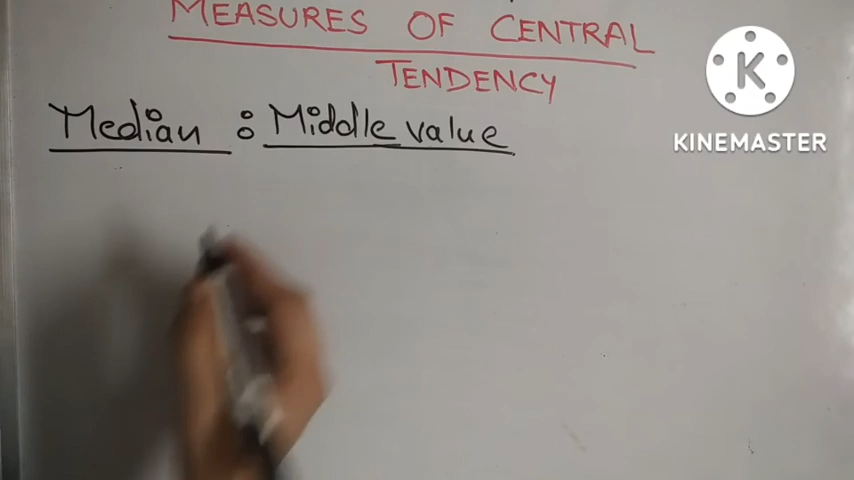 MEASURES OF CENTRAL
TENDENCY
Median : Middle value
K
KINEMASTER